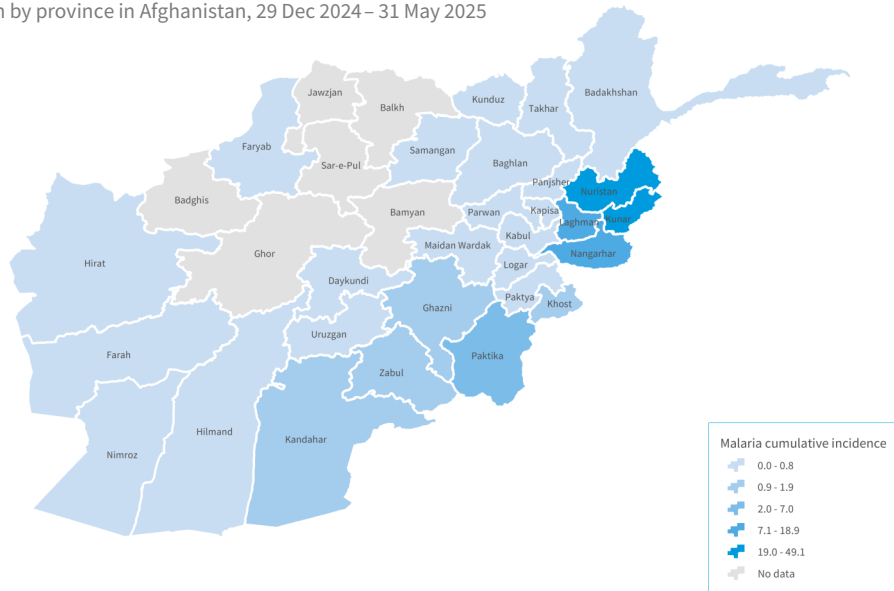 n by province in Afghanistan, 29 Dec 2024 – 31 May 2025
Jawzjan
Balkh
Kunduz
Takhar
Badakhshan
Faryab
Samangan
Sar-e-Pul
Baghlan
Badghis
Panjsher
Nuristan
Bamyan
Parwan
Kapisa
Laghman
Kunar
Kabul
Maidan Wardak
Ghor
Nangarhar
Hirat
Logar
Daykundi
Paktya
Khost
Ghazni
Uruzgan
Farah
Paktika
Zabul
Hilmand
Kandahar
Nimroz
Malaria cumulative incidence
0.0 - 0.8
0.9 - 1.9
2.0 - 7.0
7.1 - 18.9
19.0 - 49.1
No data